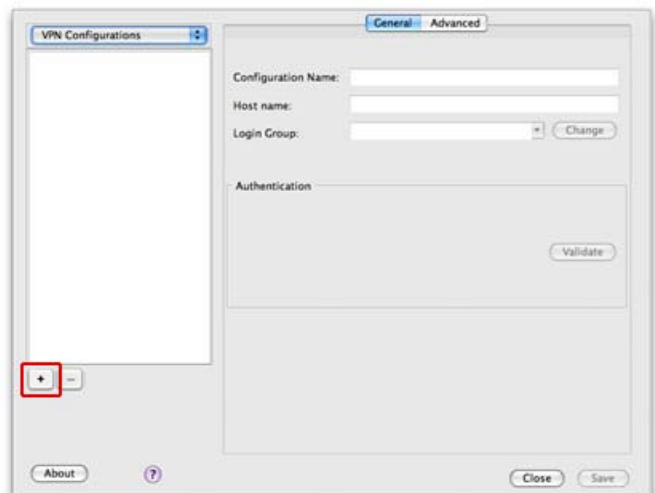 VPN Configurations
General Advanced
Configuration Name:
Host name:
Login Group:
Change
Authentication
Validate
+ −
About ?
Close Save